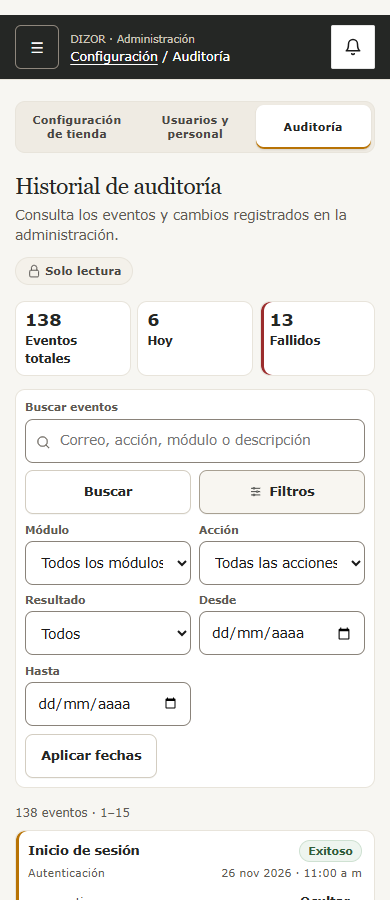 DIZOR · Administración
Configuración / Auditoría
Configuración de tienda
Usuarios y personal
Auditoría
Historial de auditoría
Consulta los eventos y cambios registrados en la
administración.
Solo lectura
138
Eventos
totales
6
Hoy
13
Fallidos
Buscar eventos
Correo, acción, módulo o descripción
Buscar
Filtros
Módulo
Acción
Todos los módulos
Todas las acciones
Resultado
Desde
Todos
dd/mm/aaaa
Hasta
dd/mm/aaaa
Aplicar fechas
138 eventos · 1–15
Inicio de sesión
Exitoso
Autenticación
26 nov 2026 · 11:00 a m